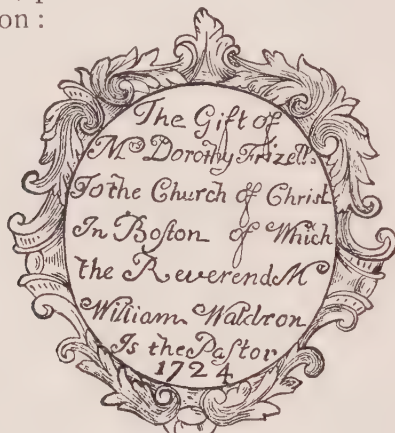 on :
The Gift of
Mʳˢ Dorothy Frizell's
To the Church of Christ
In Boſton of Which
the Reverend Mʳ
William Waldron
Is the Paſtor
1724